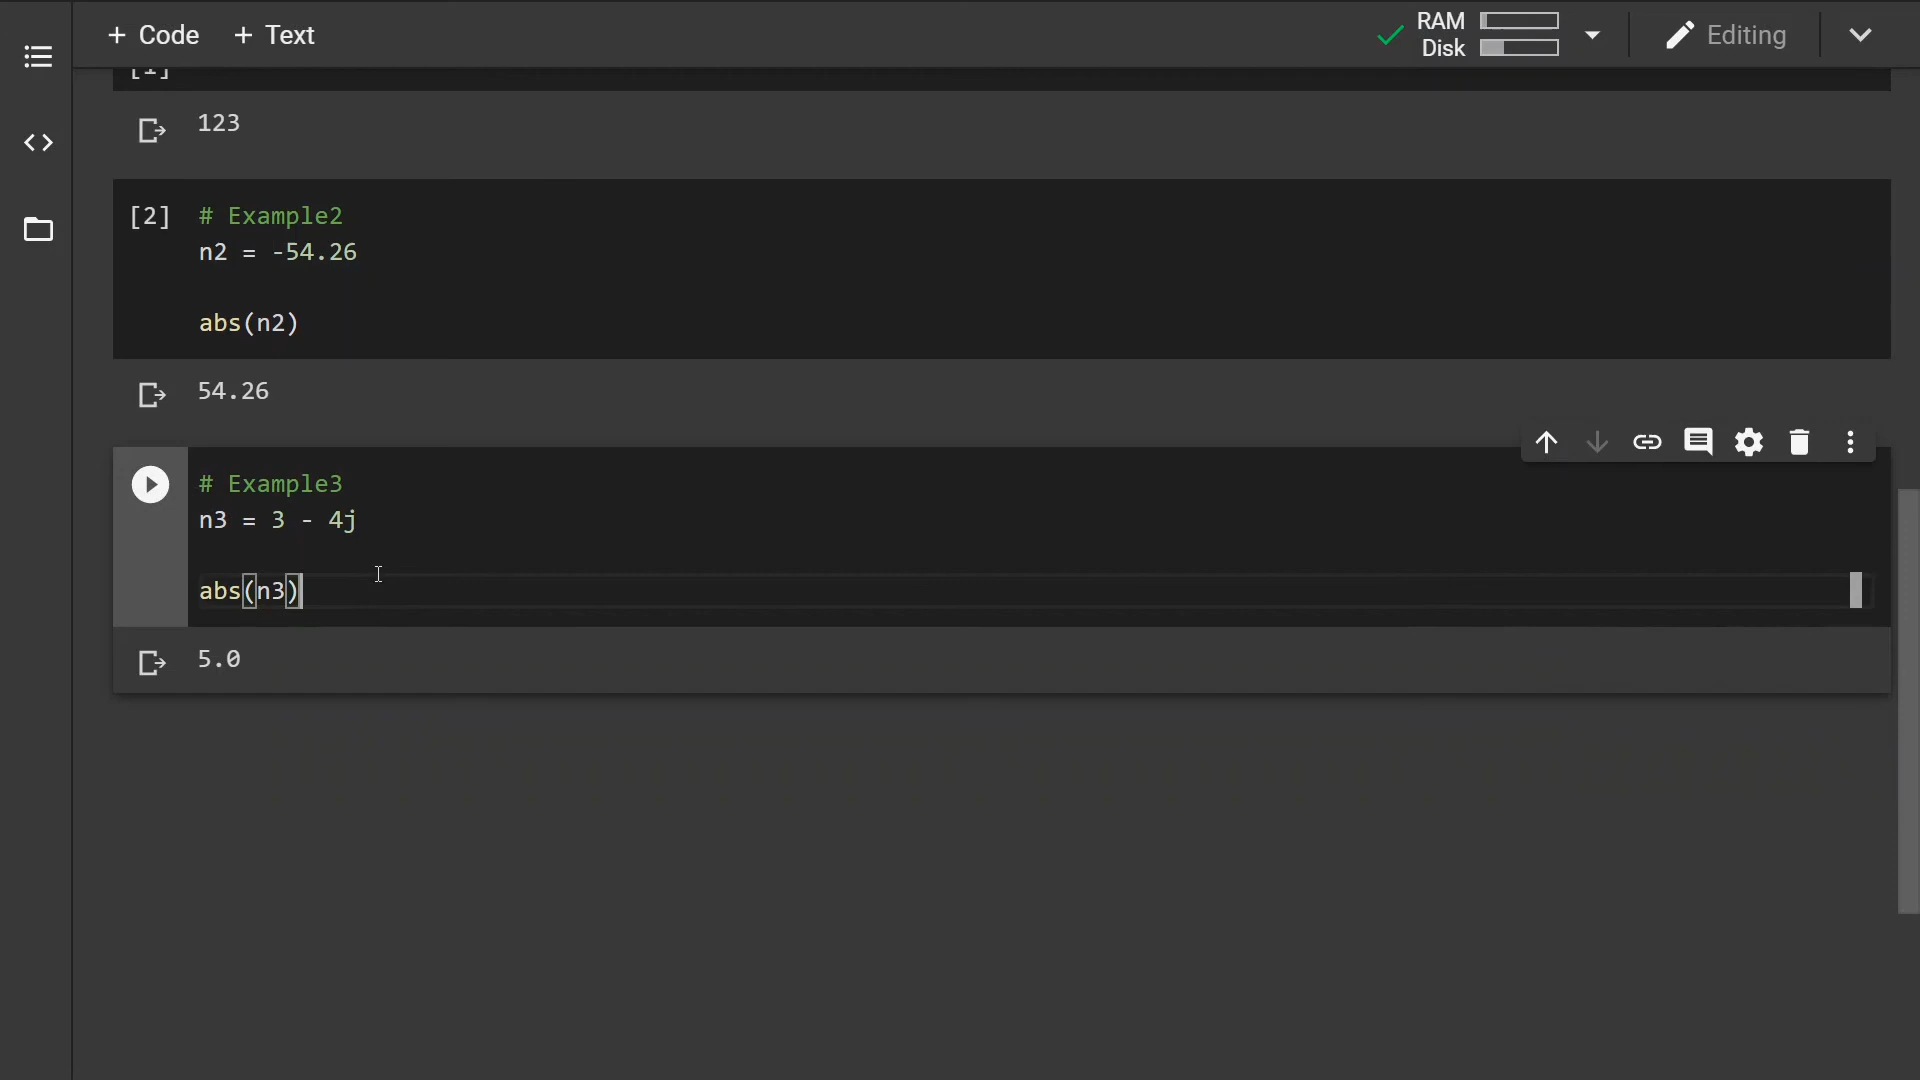 + Code + Text
RAM
Disk
Editing
[1]
123
[2] # Example2
n2 = -54.26
abs(n2)
54.26
# Example3
n3 = 3 - 4j
abs(n3)
5.0